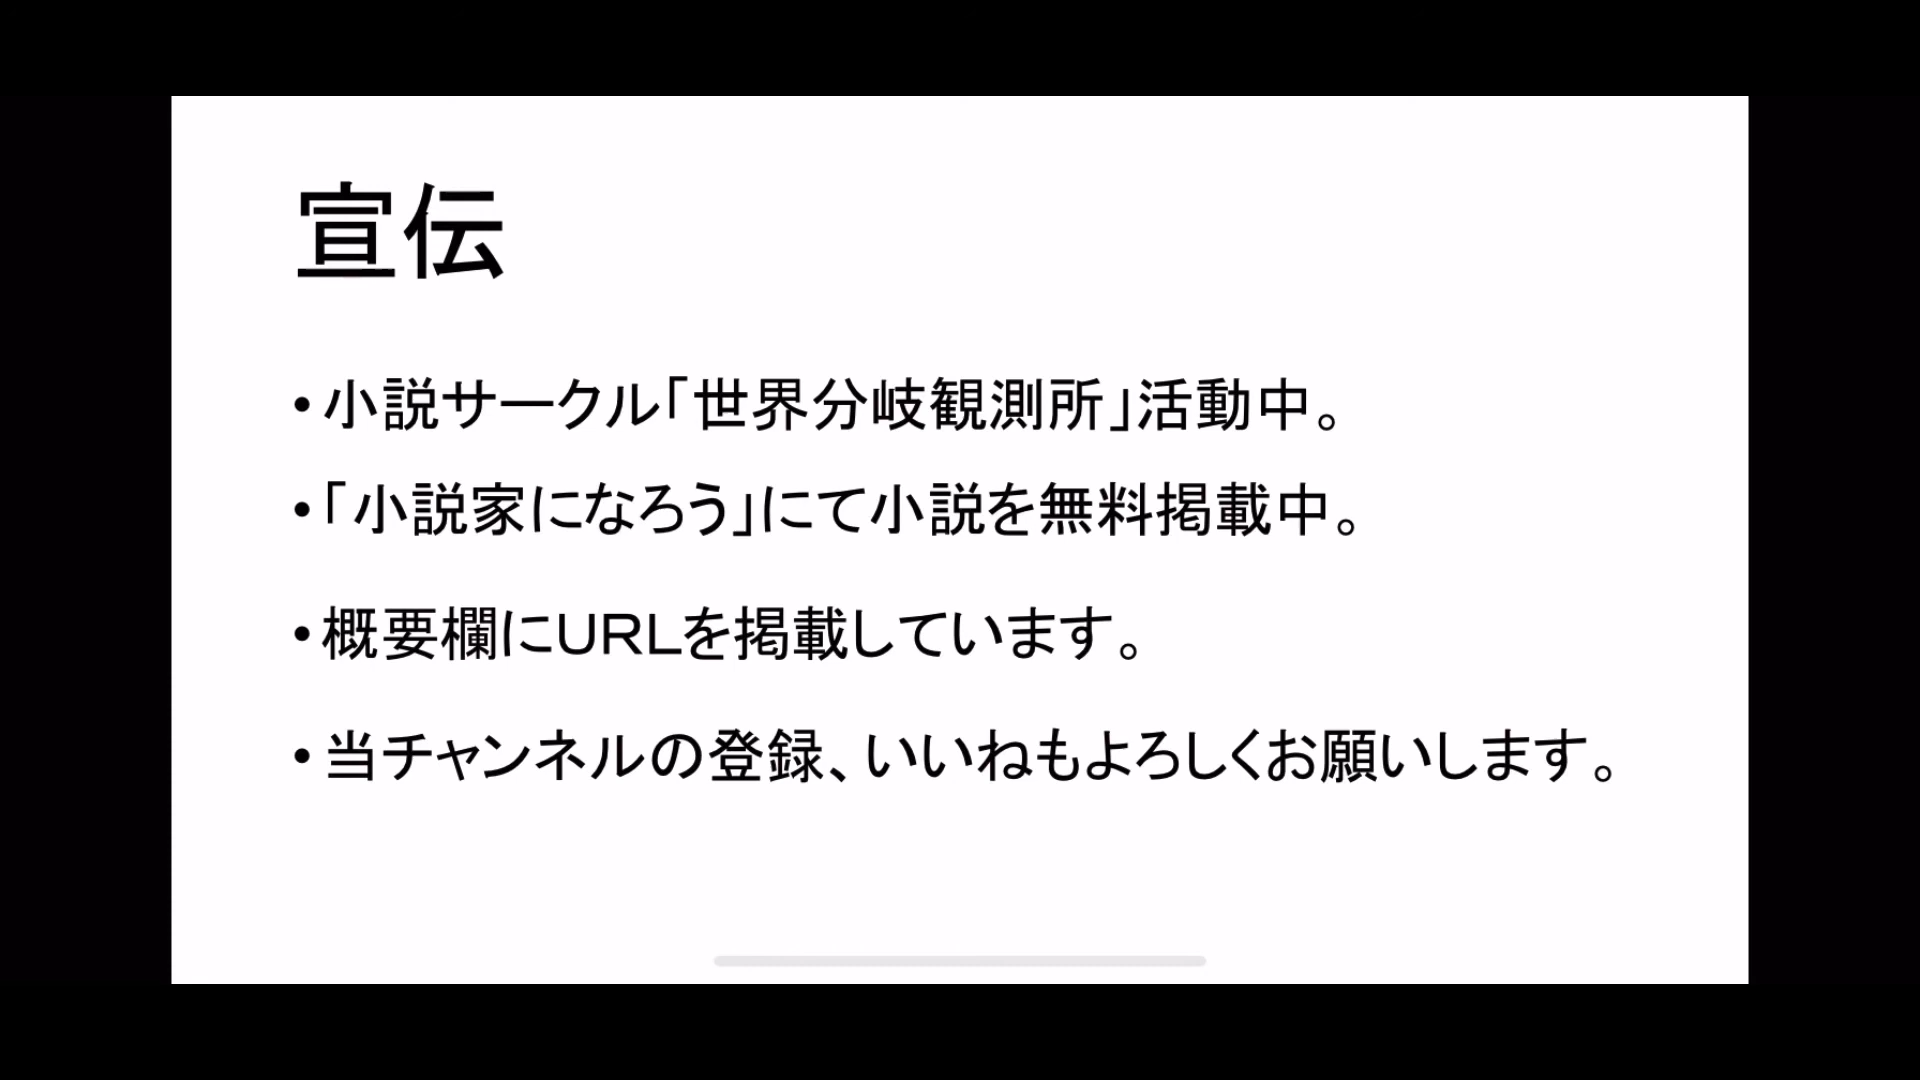 宣伝
• 小説サークル「世界分岐観測所」活動中。
• 「小説家になろう」にて小説を無料掲載中。
• 概要欄にURLを掲載しています。
• 当チャンネルの登録、いいねもよろしくお願いします。